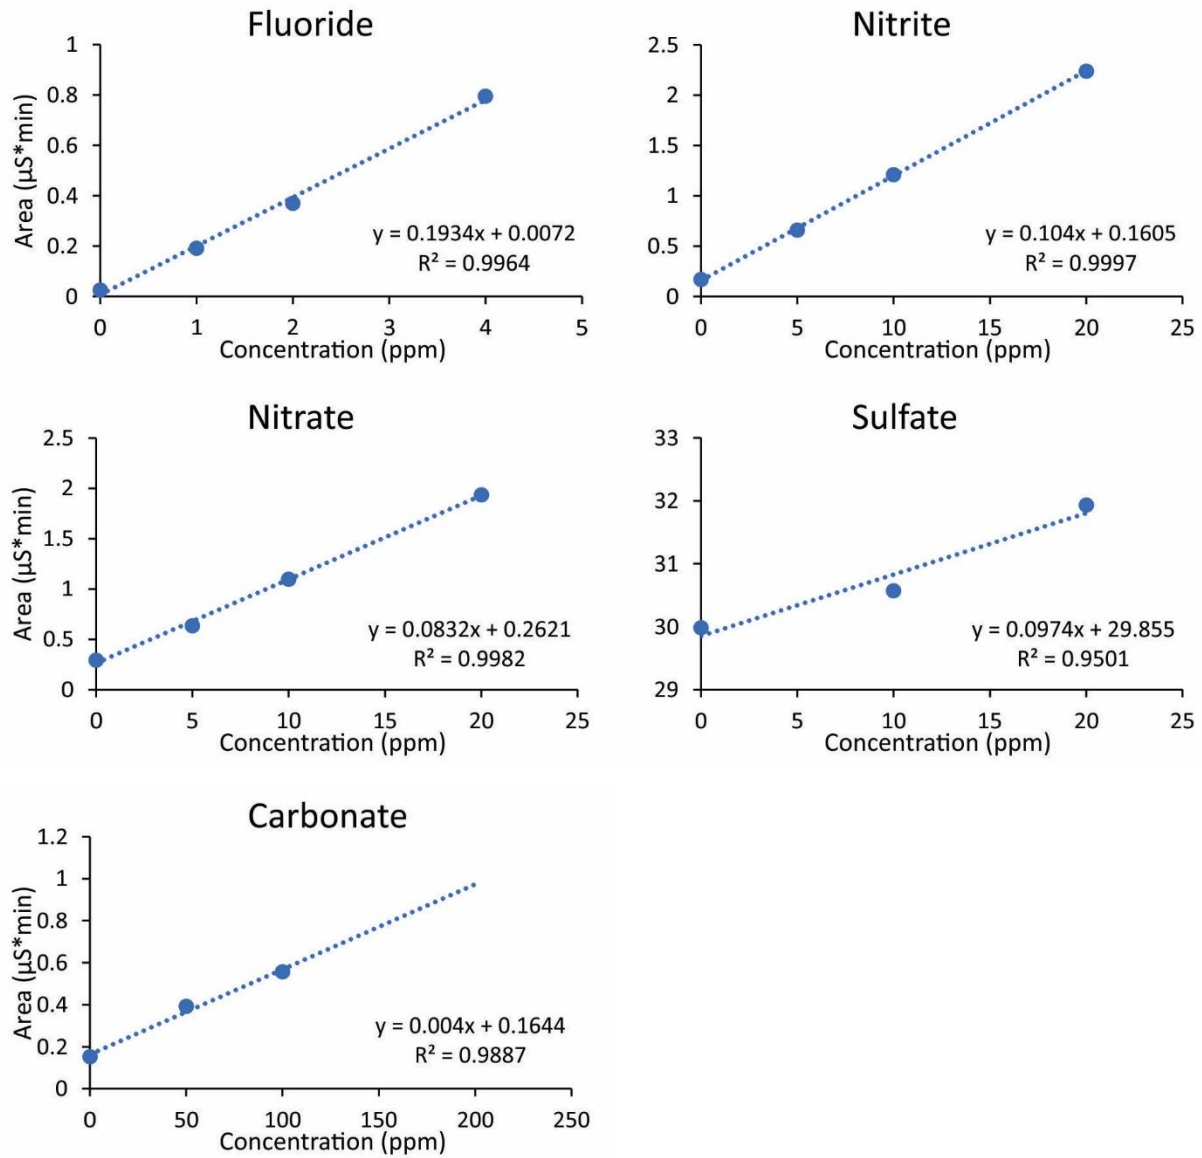 Fluoride
1
0.8
0.6
0.4
0.2
0
Area (µS*min)
y = 0.1934x + 0.0072
R² = 0.9964
0 1 2 3 4 5
Concentration (ppm)
Nitrite
2.5
2
1.5
1
0.5
0
y = 0.104x + 0.1605
R² = 0.9997
0 5 10 15 20 25
Concentration (ppm)
Nitrate
2.5
2
1.5
1
0.5
0
Area (µS*min)
y = 0.0832x + 0.2621
R² = 0.9982
0 5 10 15 20 25
Concentration (ppm)
Sulfate
33
32
31
30
29
y = 0.0974x + 29.855
R² = 0.9501
0 5 10 15 20 25
Concentration (ppm)
Carbonate
1.2
1
0.8
0.6
0.4
0.2
0
Area (µS*min)
y = 0.004x + 0.1644
R² = 0.9887
0 50 100 150 200 250
Concentration (ppm)